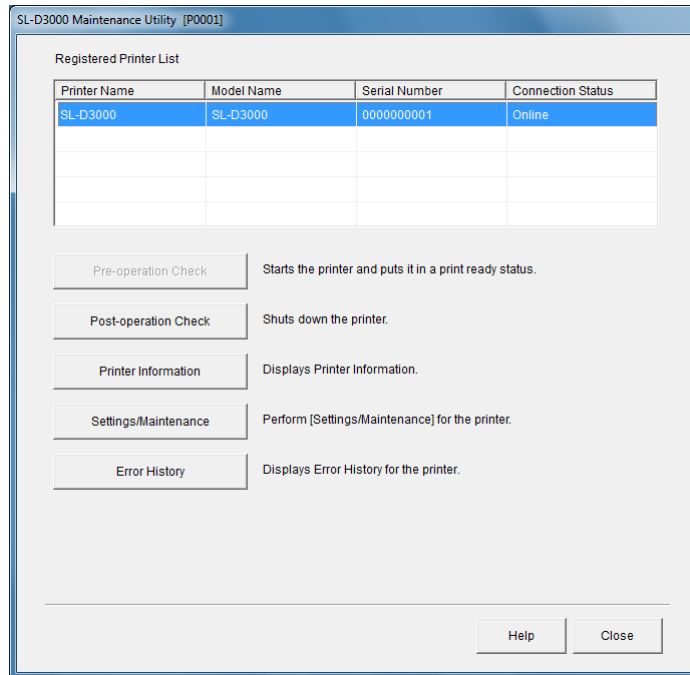 SL-D3000 Maintenance Utility [P0001]
Registered Printer List
Printer Name Model Name Serial Number Connection Status
SL-D3000 SL-D3000 0000000001 Online
Pre-operation Check Starts the printer and puts it in a print ready status.
Post-operation Check Shuts down the printer.
Printer Information Displays Printer Information.
Settings/Maintenance Perform [Settings/Maintenance] for the printer.
Error History Displays Error History for the printer.
Help Close